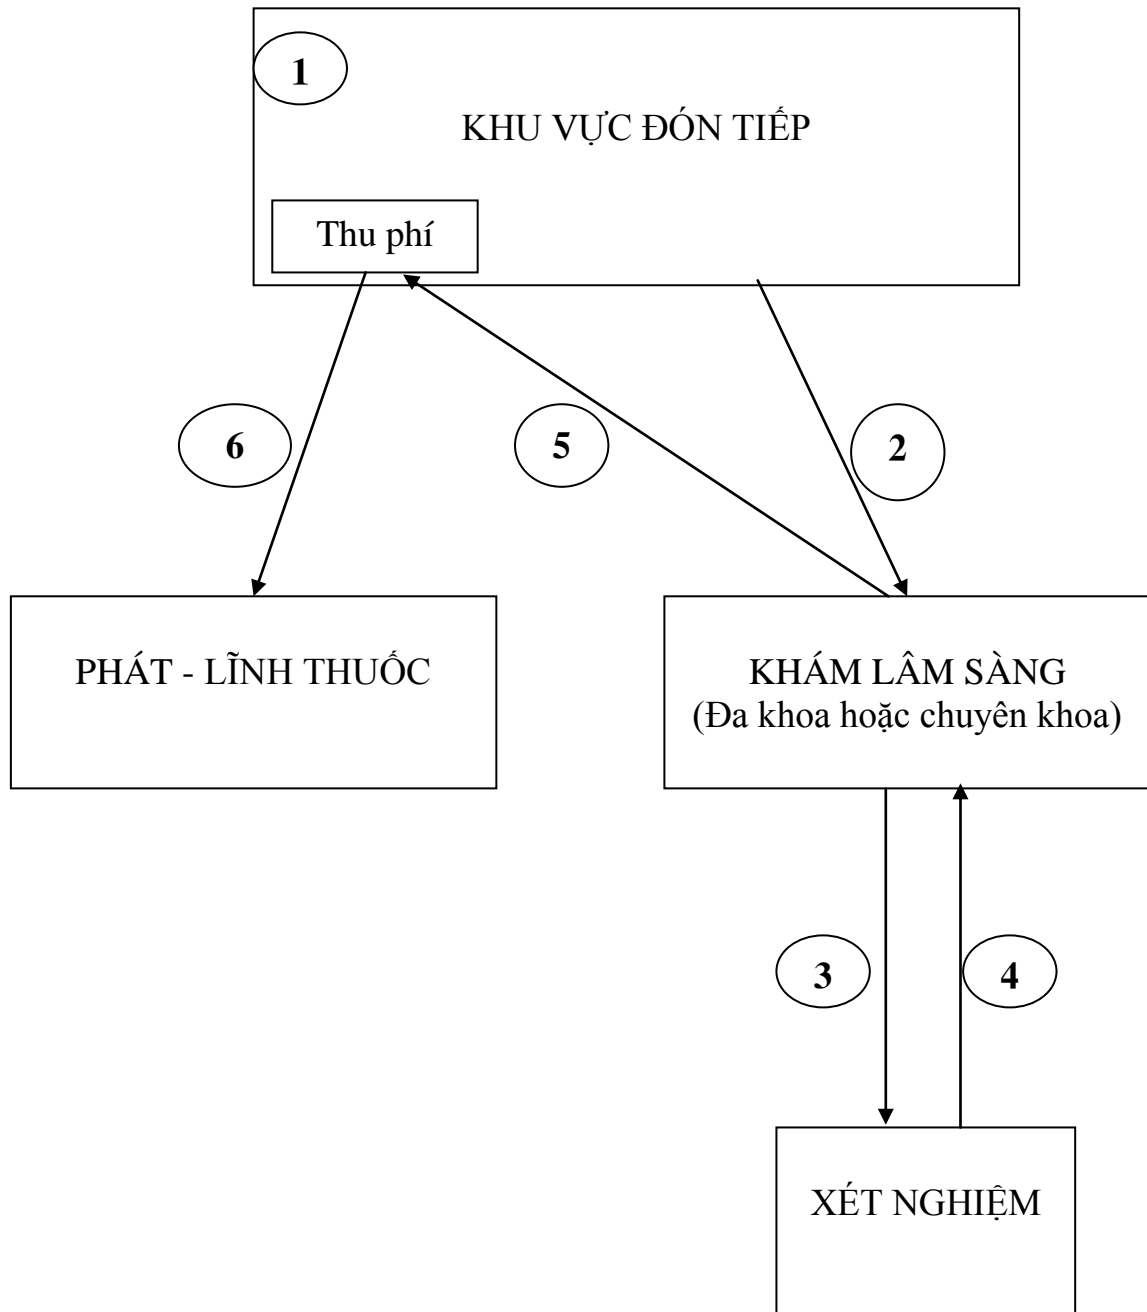 1
KHU VỰC ĐÓN TIẾP
Thu phí
6
5
2
PHÁT - LĨNH THUỐC
KHÁM LÂM SÀNG
(Đa khoa hoặc chuyên khoa)
3
4
XÉT NGHIỆM